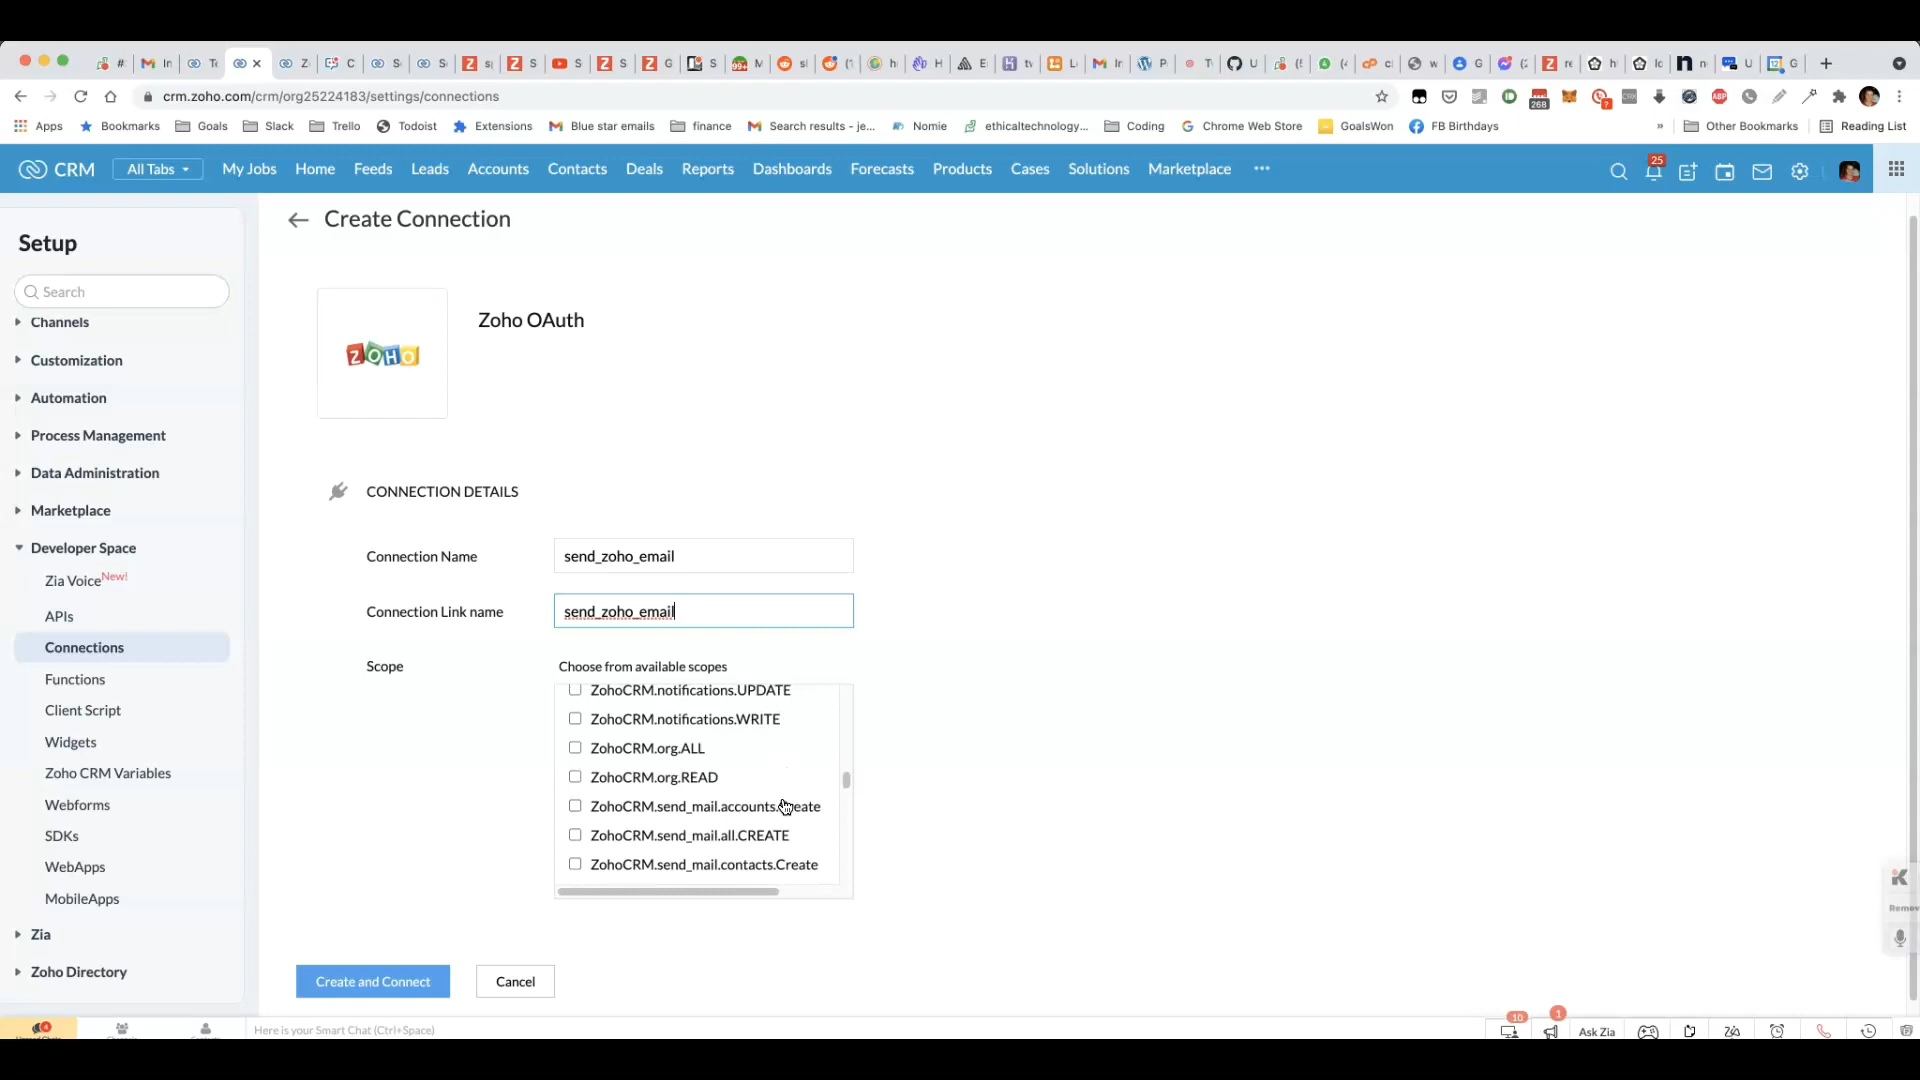 crm.zoho.com/crm/org25224183/settings/connections
268
Apps
Bookmarks
Goals
Slack
Trello
Todoist
Extensions
Blue star emails
finance
Search results - je...
Nomie
ethicaltechnology...
Coding
Chrome Web Store
GoalsWon
FB Birthdays
»
Other Bookmarks
Reading List
CRM
All Tabs
My Jobs
Home
Feeds
Leads
Accounts
Contacts
Deals
Reports
Dashboards
Forecasts
Products
Cases
Solutions
Marketplace
25
Setup
Search
Channels
Customization
Automation
Process Management
Data Administration
Marketplace
Developer Space
Zia Voice New!
APIs
Connections
Functions
Client Script
Widgets
Zoho CRM Variables
Webforms
SDKs
WebApps
MobileApps
Zia
Zoho Directory
Create Connection
ZOHO
Zoho OAuth
CONNECTION DETAILS
Connection Name
send_zoho_email
Connection Link name
send_zoho_email
Scope
Choose from available scopes
ZohoCRM.notifications.UPDATE
ZohoCRM.notifications.WRITE
ZohoCRM.org.ALL
ZohoCRM.org.READ
ZohoCRM.send_mail.accounts.Create
ZohoCRM.send_mail.all.CREATE
ZohoCRM.send_mail.contacts.Create
Create and Connect
Cancel
Remov
4
Here is your Smart Chat (Ctrl+Space)
10
1
Ask Zia